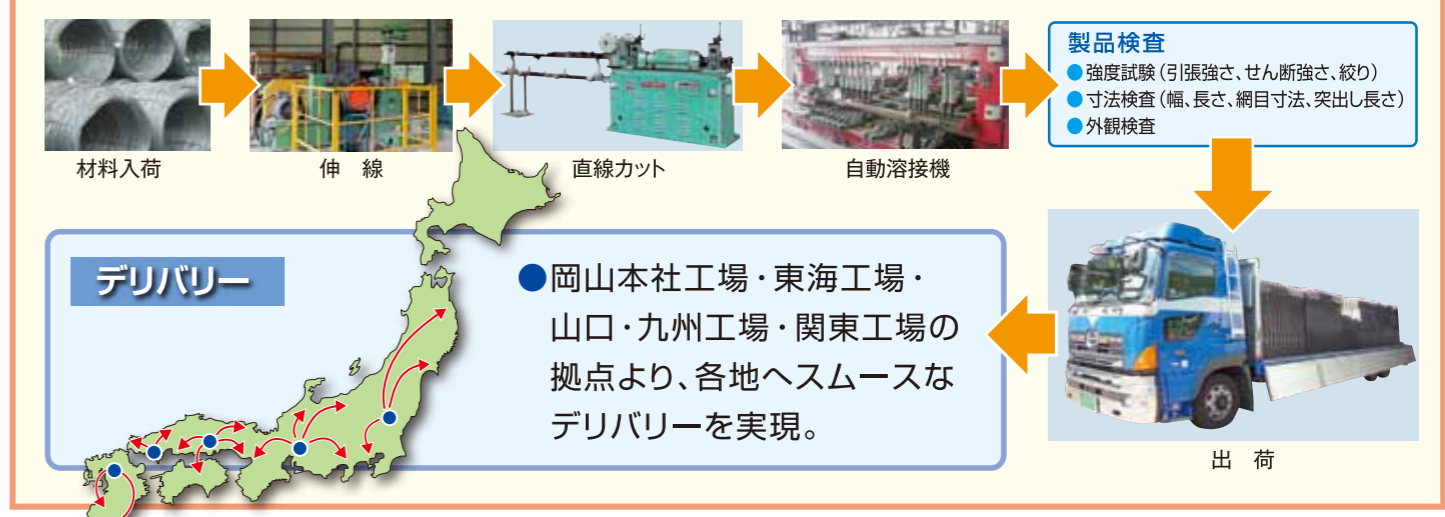 材料入荷
伸　線
直線カット
自動溶接機
製品検査
●強度試験（引張強さ、せん断強さ、絞り）
●寸法検査（幅、長さ、網目寸法、突出し長さ）
●外観検査
出　荷
デリバリー
●岡山本社工場・東海工場・
山口・九州工場・関東工場の
拠点より、各地へスムースな
デリバリーを実現。